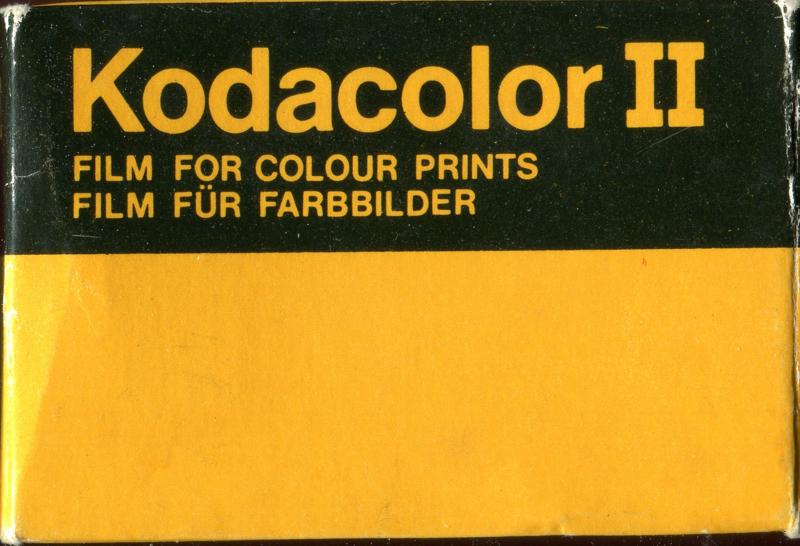 Kodacolor II
FILM FOR COLOUR PRINTS
FILM FÜR FARBBILDER